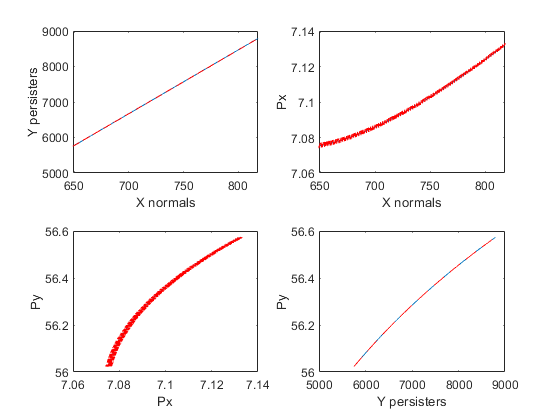 9000
8000
7000
6000
5000
Y persisters
650 700 750 800
X normals
7.14
7.12
7.1
7.08
7.06
Px
650 700 750 800
X normals
56.6
56.4
56.2
56
Py
7.06 7.08 7.1 7.12 7.14
Px
56.6
56.4
56.2
56
Py
5000 6000 7000 8000 9000
Y persisters